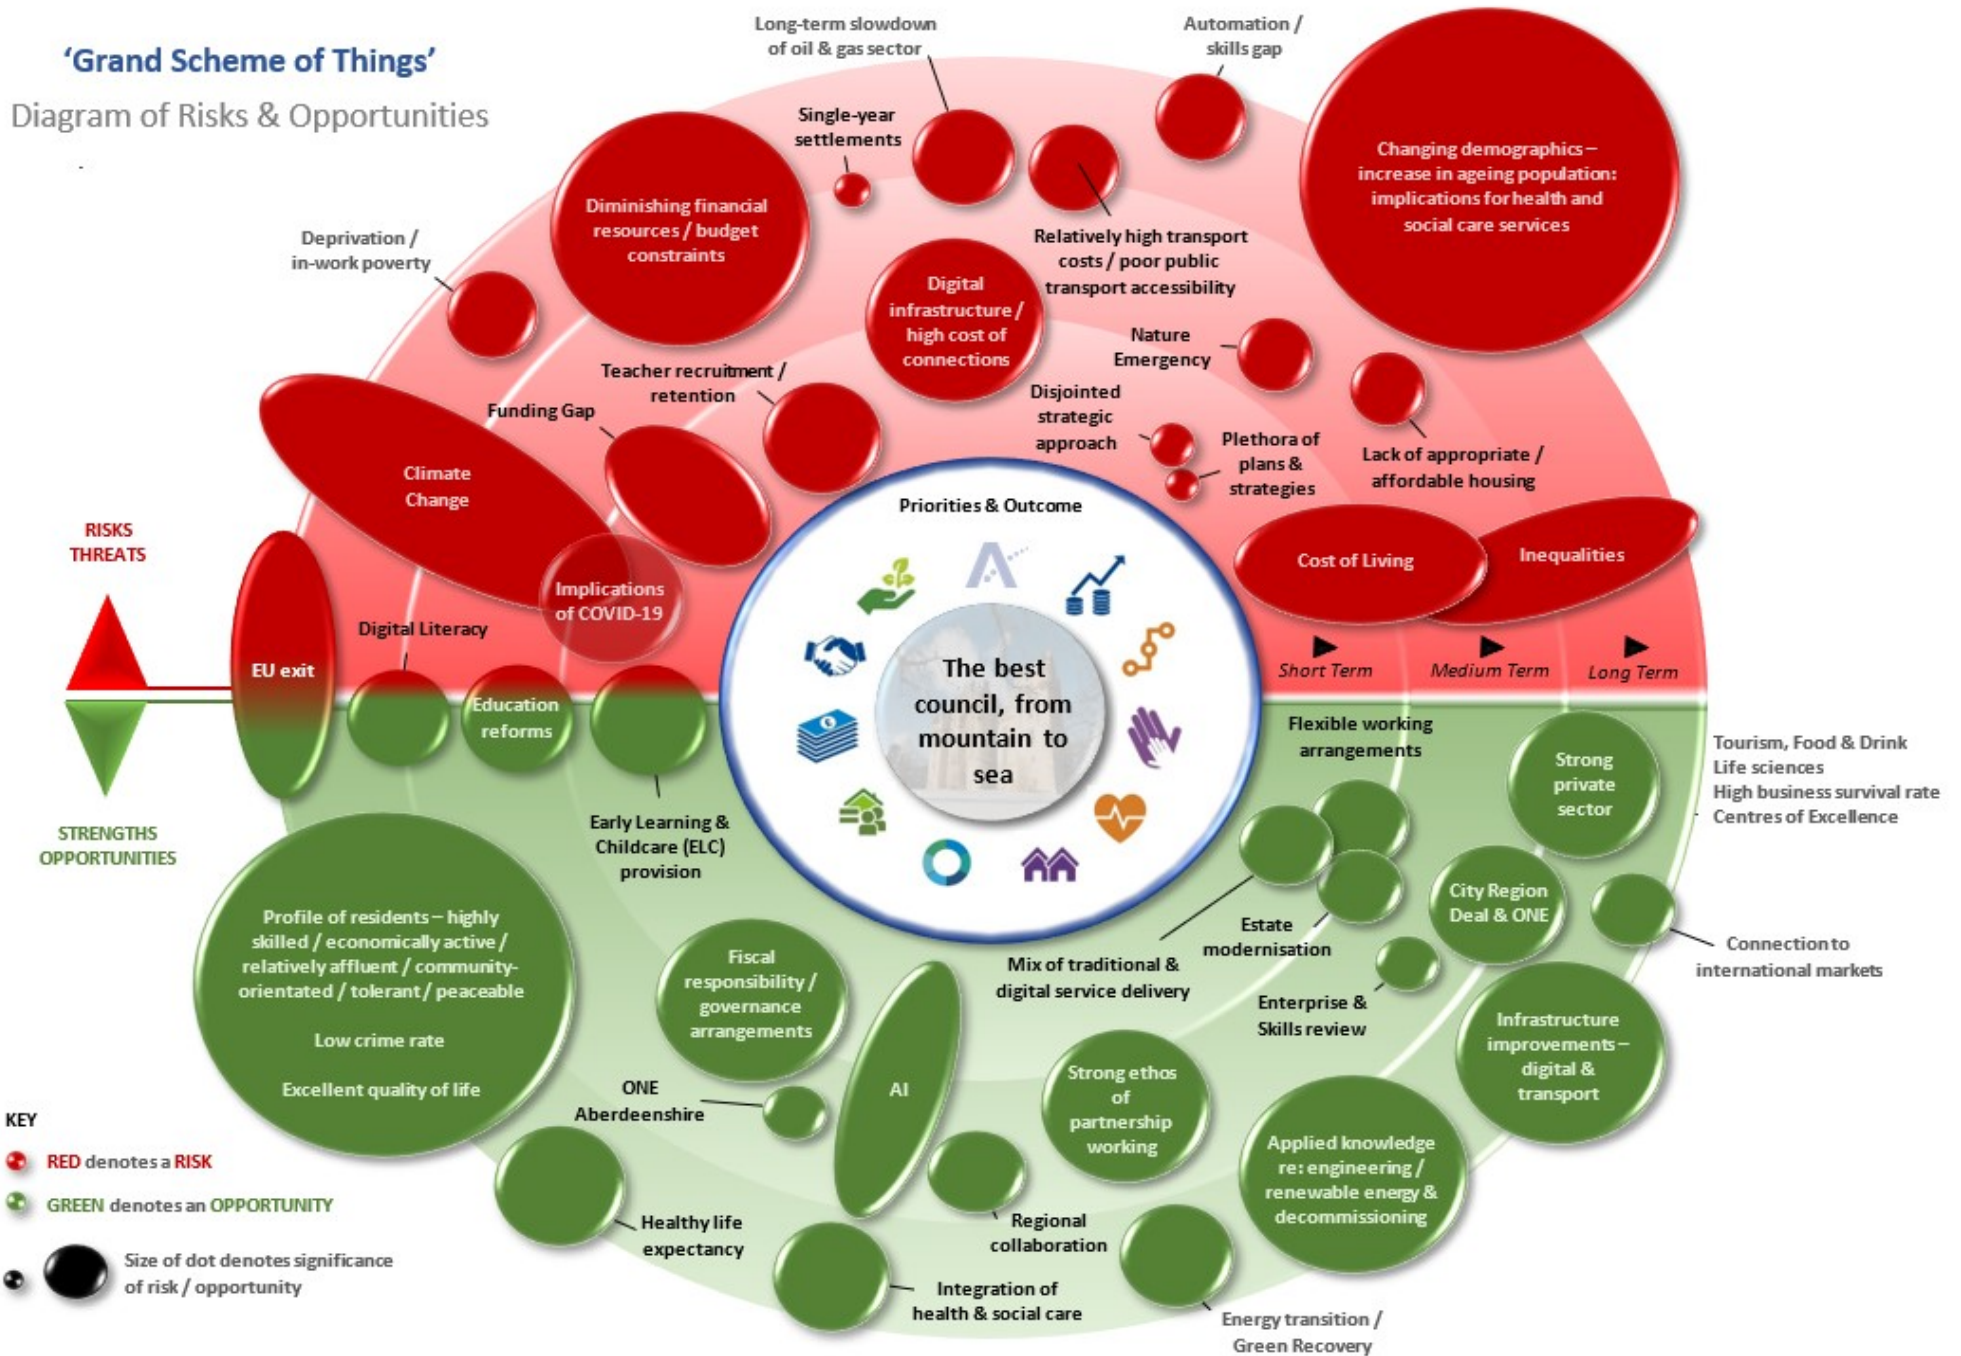 ‘Grand Scheme of Things’
Diagram of Risks & Opportunities
Long-term slowdown
of oil & gas sector
Automation /
skills gap
Single-year
settlements
Changing demographics –
increase in ageing population:
implications for health and
social care services
Diminishing financial
resources / budget
constraints
Deprivation /
in-work poverty
Relatively high transport
costs / poor public
transport accessibility
Digital
infrastructure /
high cost of
connections
Nature
Emergency
Teacher recruitment /
retention
Funding Gap
Disjointed
strategic
approach
Plethora of
plans &
strategies
Lack of appropriate /
affordable housing
Climate
Change
Priorities & Outcome
RISKS
THREATS
Cost of Living
Inequalities
Implications
of COVID-19
Digital Literacy
EU exit
Short Term
Medium Term
Long Term
The best
council, from
mountain to
sea
Education
reforms
Flexible working
arrangements
Strong
private
sector
Tourism, Food & Drink
Life sciences
High business survival rate
Centres of Excellence
STRENGTHS
OPPORTUNITIES
Early Learning &
Childcare (ELC)
provision
City Region
Deal & ONE
Profile of residents – highly
skilled / economically active /
relatively affluent / community-
orientated / tolerant / peaceable
Low crime rate
Excellent quality of life
Estate
modernisation
Connection to
international markets
Fiscal
responsibility /
governance
arrangements
Mix of traditional &
digital service delivery
Enterprise &
Skills review
Infrastructure
improvements –
digital &
transport
ONE
Aberdeenshire
AI
Strong ethos
of
partnership
working
Applied knowledge
re: engineering /
renewable energy &
decommissioning
KEY
RED denotes a RISK
GREEN denotes an OPPORTUNITY
Size of dot denotes significance
of risk / opportunity
Healthy life
expectancy
Regional
collaboration
Integration of
health & social care
Energy transition /
Green Recovery